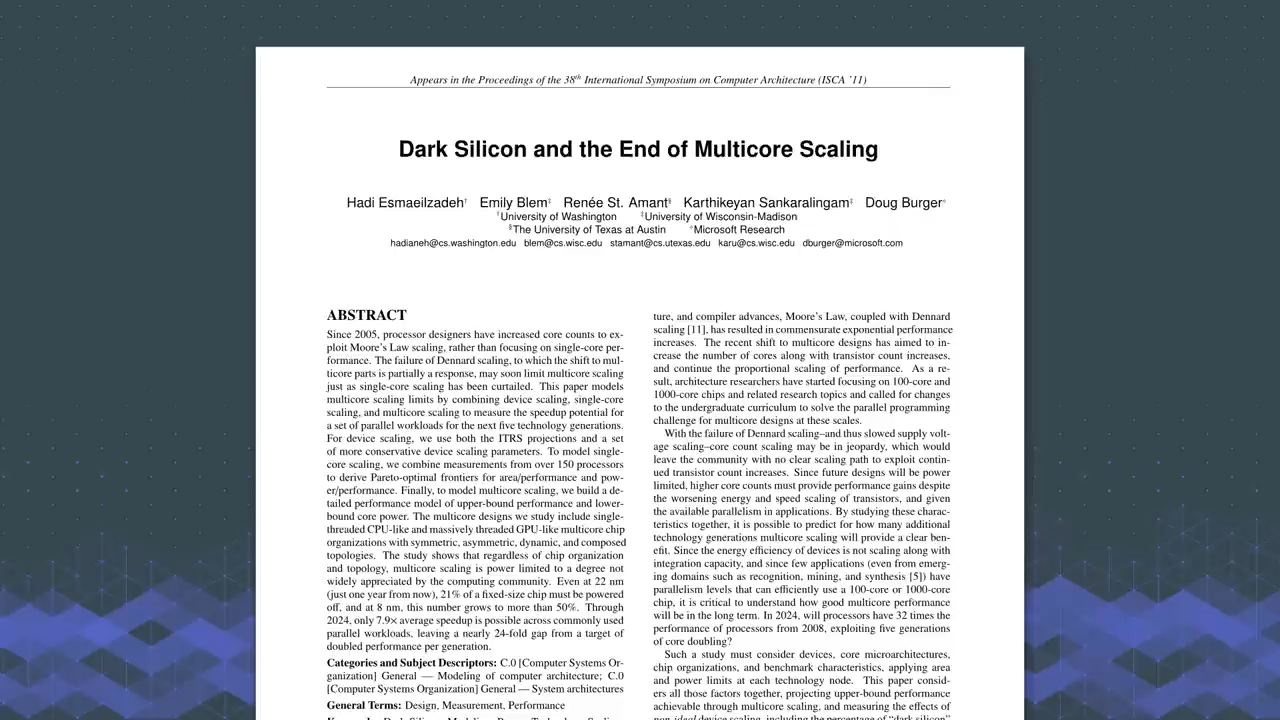 Appears in the Proceedings of the 38th International Symposium on Computer Architecture (ISCA '11)
Dark Silicon and the End of Multicore Scaling
Hadi Esmaeilzadeh† Emily Blem‡ Renée St. Amant§ Karthikeyan Sankaralingam‡ Doug Burger⋄
†University of Washington ‡University of Wisconsin-Madison
§The University of Texas at Austin ⋄Microsoft Research
hadianeh@cs.washington.edu blem@cs.wisc.edu stamant@cs.utexas.edu karu@cs.wisc.edu dburger@microsoft.com
ABSTRACT
Since 2005, processor designers have increased core counts to ex-
ploit Moore's Law scaling, rather than focusing on single-core per-
formance. The failure of Dennard scaling, to which the shift to mul-
ticore parts is partially a response, may soon limit multicore scaling
just as single-core scaling has been curtailed. This paper models
multicore scaling limits by combining device scaling, single-core
scaling, and multicore scaling to measure the speedup potential for
a set of parallel workloads for the next five technology generations.
For device scaling, we use both the ITRS projections and a set
of more conservative device scaling parameters. To model single-
core scaling, we combine measurements from over 150 processors
to derive Pareto-optimal frontiers for area/performance and pow-
er/performance. Finally, to model multicore scaling, we build a de-
tailed performance model of upper-bound performance and lower-
bound core power. The multicore designs we study include single-
threaded CPU-like and massively threaded GPU-like multicore chip
organizations with symmetric, asymmetric, dynamic, and composed
topologies. The study shows that regardless of chip organization
and topology, multicore scaling is power limited to a degree not
widely appreciated by the computing community. Even at 22 nm
(just one year from now), 21% of a fixed-size chip must be powered
off, and at 8 nm, this number grows to more than 50%. Through
2024, only 7.9× average speedup is possible across commonly used
parallel workloads, leaving a nearly 24-fold gap from a target of
doubled performance per generation.
Categories and Subject Descriptors: C.0 [Computer Systems Or-
ganization] General — Modeling of computer architecture; C.0
[Computer Systems Organization] General — System architectures
General Terms: Design, Measurement, Performance
ture, and compiler advances, Moore's Law, coupled with Dennard
scaling [11], has resulted in commensurate exponential performance
increases. The recent shift to multicore designs has aimed to in-
crease the number of cores along with transistor count increases,
and continue the proportional scaling of performance. As a re-
sult, architecture researchers have started focusing on 100-core and
1000-core chips and related research topics and called for changes
to the undergraduate curriculum to solve the parallel programming
challenge for multicore designs at these scales.
With the failure of Dennard scaling–and thus slowed supply volt-
age scaling–core count scaling may be in jeopardy, which would
leave the community with no clear scaling path to exploit contin-
ued transistor count increases. Since future designs will be power
limited, higher core counts must provide performance gains despite
the worsening energy and speed scaling of transistors, and given
the available parallelism in applications. By studying these charac-
teristics together, it is possible to predict for how many additional
technology generations multicore scaling will provide a clear ben-
efit. Since the energy efficiency of devices is not scaling along with
integration capacity, and since few applications (even from emerg-
ing domains such as recognition, mining, and synthesis [5]) have
parallelism levels that can efficiently use a 100-core or 1000-core
chip, it is critical to understand how good multicore performance
will be in the long term. In 2024, will processors have 32 times the
performance of processors from 2008, exploiting five generations
of core doubling?
Such a study must consider devices, core microarchitectures,
chip organizations, and benchmark characteristics, applying area
and power limits at each technology node. This paper consid-
ers all those factors together, projecting upper-bound performance
achievable through multicore scaling, and measuring the effects of
non-ideal device scaling, including the percentage of "dark silicon"